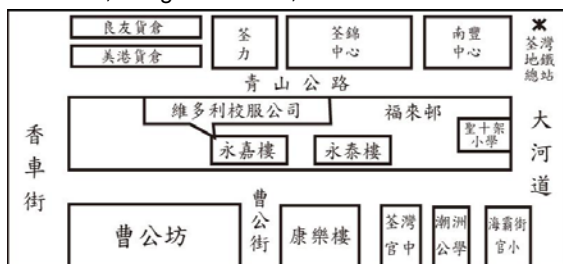 良友貨倉
美港貨倉
荃力
荃錦中心
南豐中心
荃灣地鐵總站
青山公路
維多利校服公司
福來邨
聖十架小學
永嘉樓
永泰樓
香車街
大河道
曹公坊
曹公街
康樂樓
荃灣官中
潮洲公學
海霸街官小